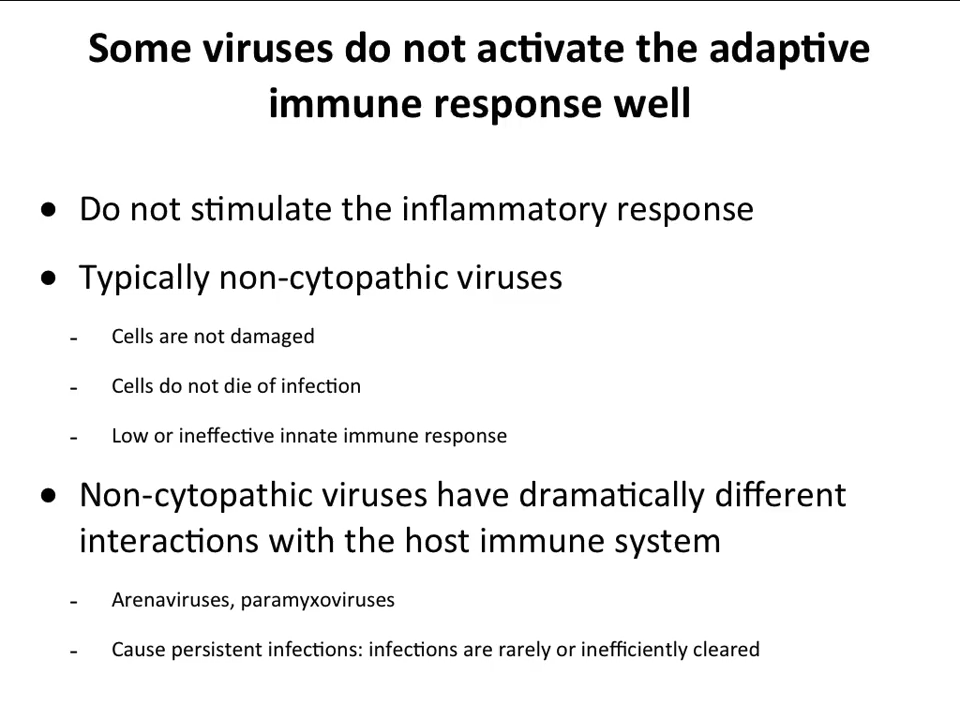 Some viruses do not activate the adaptive
immune response well
● Do not stimulate the inflammatory response
● Typically non-cytopathic viruses
- Cells are not damaged
- Cells do not die of infection
- Low or ineffective innate immune response
● Non-cytopathic viruses have dramatically different
interactions with the host immune system
- Arenaviruses, paramyxoviruses
- Cause persistent infections: infections are rarely or inefficiently cleared